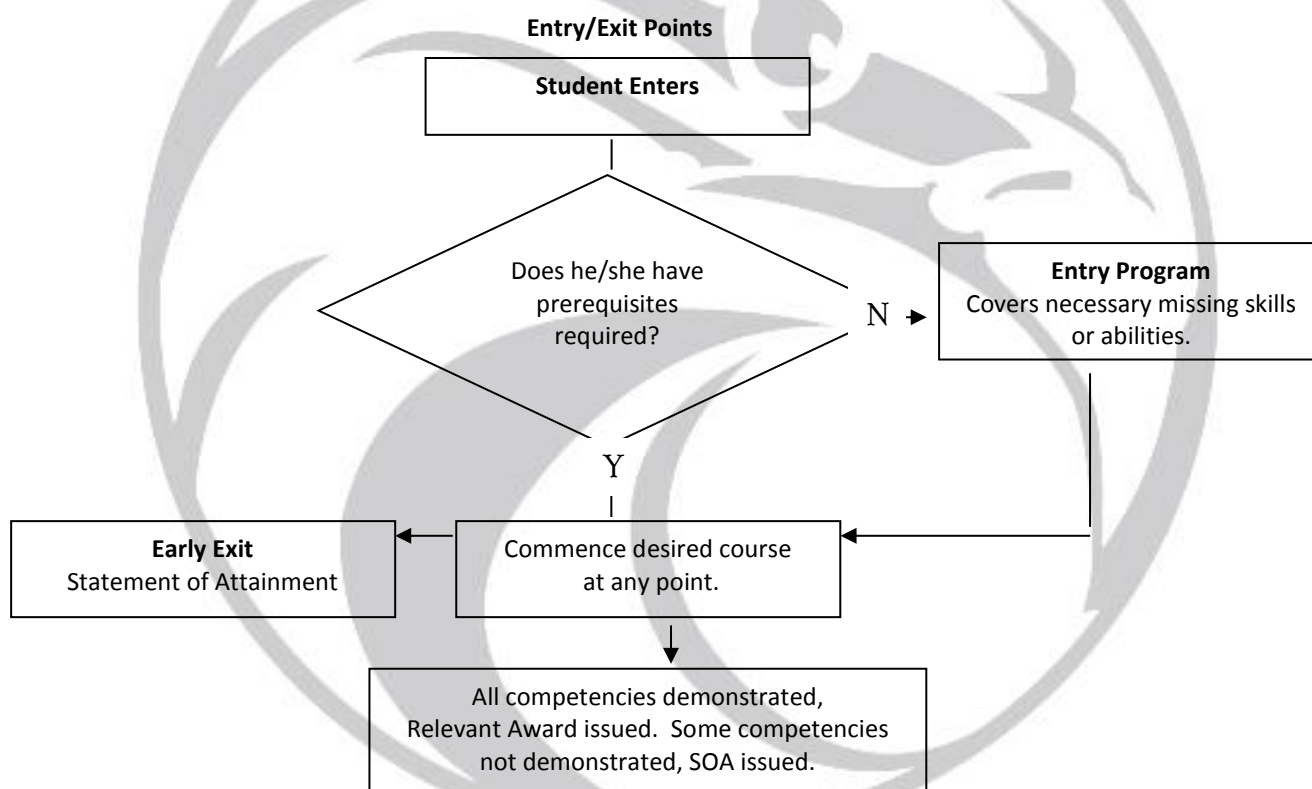 Entry/Exit Points
Student Enters
Does he/she have
prerequisites
required?
N
Entry Program
Covers necessary missing skills
or abilities.
Y
Early Exit
Statement of Attainment
Commence desired course
at any point.
All competencies demonstrated,
Relevant Award issued.  Some competencies
not demonstrated, SOA issued.